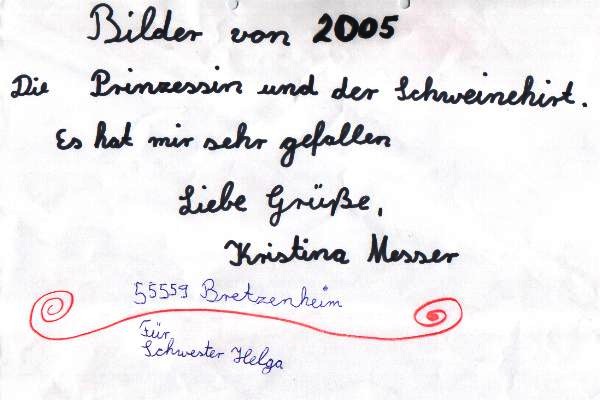 Bilder von 2005
Die Prinzessin und der Schweinehirt.
Es hat mir sehr gefallen
Liebe Grüße,
Kristina Messer
55559 Bretzenheim
Für
Schwester Helga